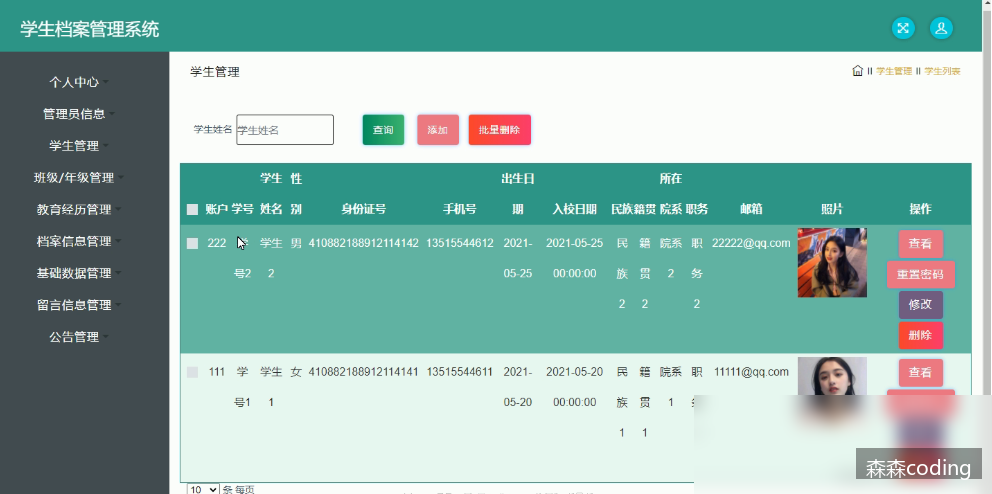 学生档案管理系统
个人中心
管理员信息
学生管理
班级/年级管理
教育经历管理
档案信息管理
基础数据管理
留言信息管理
公告管理
学生管理
学生管理
学生列表
学生姓名 学生姓名 查询 添加 批量删除
账户 学号 学生姓名 性别 身份证号 手机号 出生日期 入校日期 民族 籍贯 所在院系 职务 邮箱 照片 操作
222 学号2 学生2 男 410882188912114142 13515544612 2021-05-25 2021-05-25 00:00:00 民族2 籍贯2 院系2 职务2 22222@qq.com
查看
重置密码
修改
删除
111 学号1 学生1 女 410882188912114141 13515544611 2021-05-20 2021-05-20 00:00:00 民族1 籍贯1 院系1 职 11111@qq.com
查看
10 条 每页
森森coding